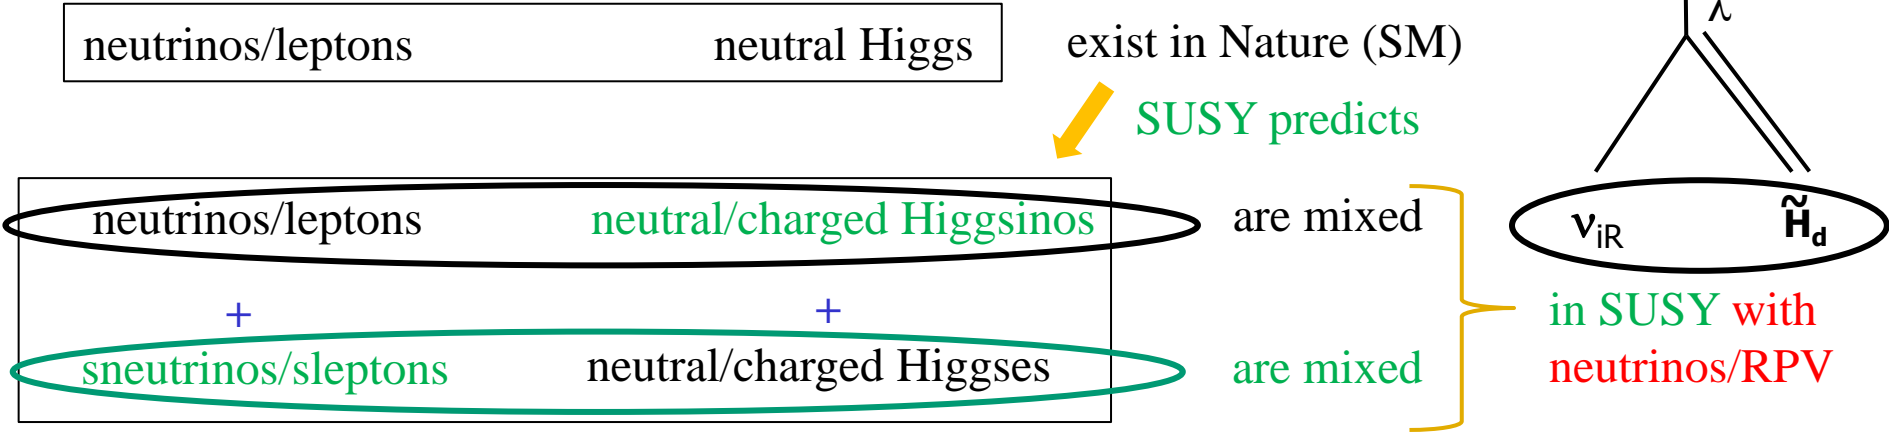 λ
neutrinos/leptons neutral Higgs exist in Nature (SM)
SUSY predicts
neutrinos/leptons neutral/charged Higgsinos are mixed ν_iR H̃_d
+ + in SUSY with
sneutrinos/sleptons neutral/charged Higgses are mixed neutrinos/RPV